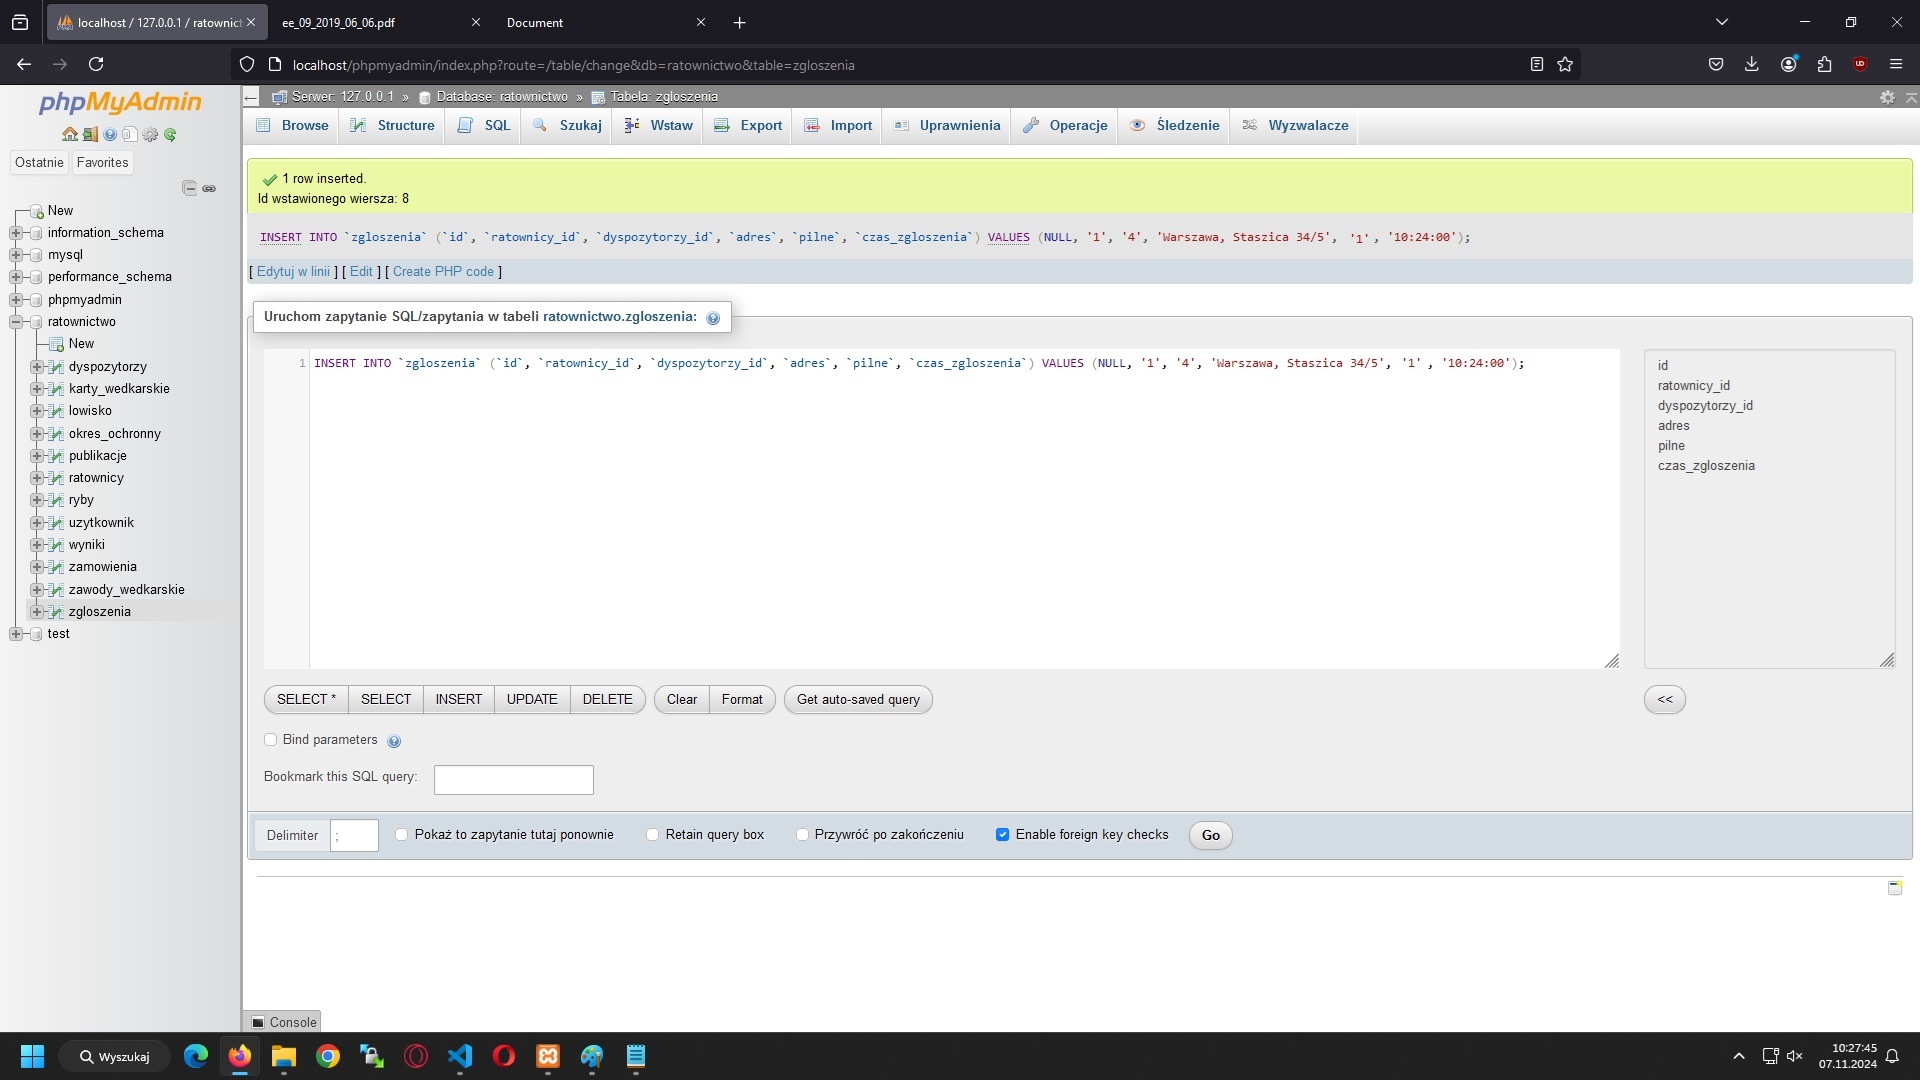 localhost / 127.0.0.1 / ratownict
ee_09_2019_06_06.pdf
Document
localhost/phpmyadmin/index.php?route=/table/change&db=ratownictwo&table=zgloszenia
phpMyAdmin
Ostatnie
Favorites
New
information_schema
mysql
performance_schema
phpmyadmin
ratownictwo
New
dyspozytorzy
karty_wedkarskie
lowisko
okres_ochronny
publikacje
ratownicy
ryby
uzytkownik
wyniki
zamowienia
zawody_wedkarskie
zgloszenia
test
Serwer: 127.0.0.1 » Database: ratownictwo » Tabela: zgloszenia
Browse
Structure
SQL
Szukaj
Wstaw
Export
Import
Uprawnienia
Operacje
Śledzenie
Wyzwalacze
1 row inserted.
Id wstawionego wiersza: 8
INSERT INTO `zgloszenia` (`id`, `ratownicy_id`, `dyspozytorzy_id`, `adres`, `pilne`, `czas_zgloszenia`) VALUES (NULL, '1', '4', 'Warszawa, Staszica 34/5', '1' , '10:24:00');
[ Edytuj w linii ] [ Edit ] [ Create PHP code ]
Uruchom zapytanie SQL/zapytania w tabeli ratownictwo.zgloszenia:
1 INSERT INTO `zgloszenia` (`id`, `ratownicy_id`, `dyspozytorzy_id`, `adres`, `pilne`, `czas_zgloszenia`) VALUES (NULL, '1', '4', 'Warszawa, Staszica 34/5', '1' , '10:24:00');
id
ratownicy_id
dyspozytorzy_id
adres
pilne
czas_zgloszenia
SELECT *
SELECT
INSERT
UPDATE
DELETE
Clear
Format
Get auto-saved query
<<
Bind parameters
Bookmark this SQL query:
Delimiter
;
Pokaż to zapytanie tutaj ponownie
Retain query box
Przywróć po zakończeniu
Enable foreign key checks
Go
Console
Wyszukaj
10:27:45
07.11.2024